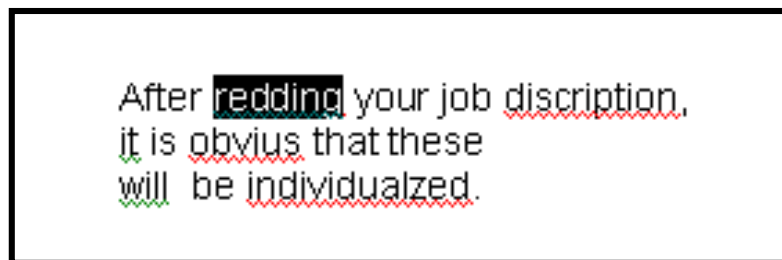 After redding your job discription,
it is obvius that these
will  be individualzed.